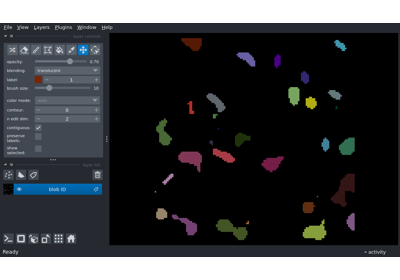 File View Layers Plugins Window Help
opacity: 0.70
blending: translucent
label: 1
brush size: 10
color mode:
contour: 0
n edit dim: 2
contiguous:
preserve labels:
show selected:
blob ID
Ready
activity